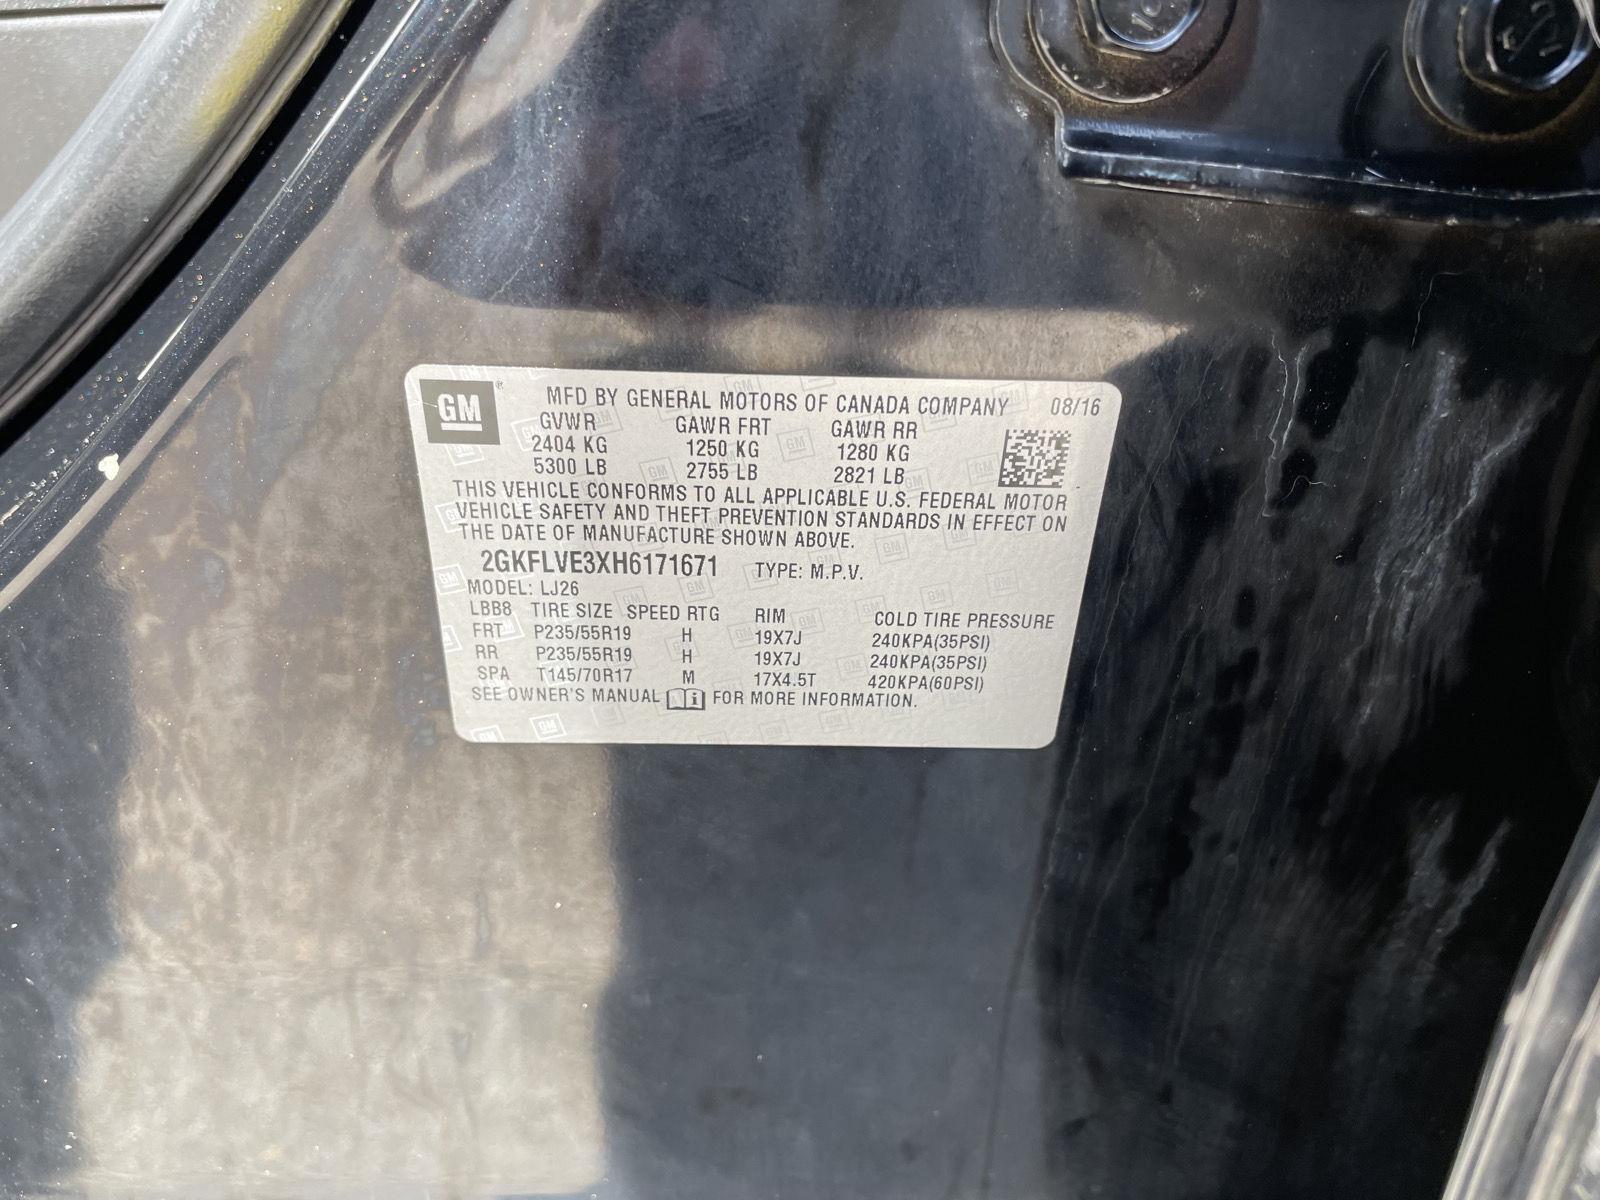 GM
MFD BY GENERAL MOTORS OF CANADA COMPANY 08/16
GVWR GAWR FRT GAWR RR
2404 KG 1250 KG 1280 KG
5300 LB 2755 LB 2821 LB
THIS VEHICLE CONFORMS TO ALL APPLICABLE U.S. FEDERAL MOTOR
VEHICLE SAFETY AND THEFT PREVENTION STANDARDS IN EFFECT ON
THE DATE OF MANUFACTURE SHOWN ABOVE.
2GKFLVE3XH6171671 TYPE: M.P.V.
MODEL: LJ26
LBB8 TIRE SIZE SPEED RTG RIM COLD TIRE PRESSURE
FRT P235/55R19 H 19X7J 240KPA(35PSI)
RR P235/55R19 H 19X7J 240KPA(35PSI)
SPA T145/70R17 M 17X4.5T 420KPA(60PSI)
SEE OWNER'S MANUAL FOR MORE INFORMATION.